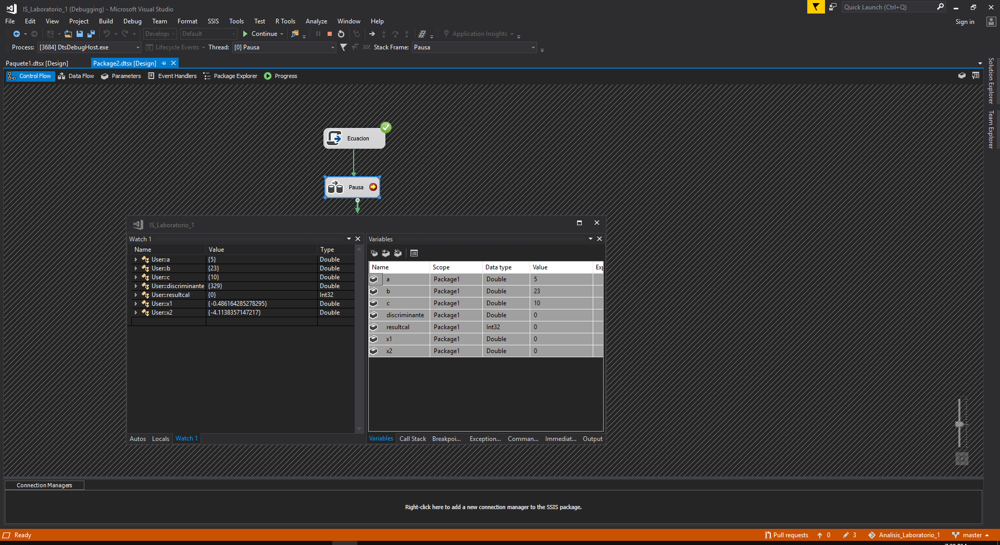 IS_Laboratorio_1 (Debugging) - Microsoft Visual Studio
Quick Launch (Ctrl+Q)
File Edit View Project Build Debug Team Format SSIS Tools Test R Tools Analyze Window Help
Sign in
Develop Default Continue Application Insights
Process: [3684] DtsDebugHost.exe Lifecycle Events Thread: [0] Pausa Stack Frame: Pausa
Paquete1.dtsx [Design] Package2.dtsx [Design]
Control Flow Data Flow Parameters Event Handlers Package Explorer Progress
Solution Explorer
Team Explorer
Ecuacion
Pausa
IS_Laboratorio_1
Watch 1
Name Value Type
User::a {5} Double
User::b {23} Double
User::c {10} Double
User::discriminante {329} Double
User::resultcal {0} Int32
User::x1 {-0.486164285278295} Double
User::x2 {-4.1138357147217} Double
Autos Locals Watch 1
Variables
Name Scope Data type Value Exp
a Package1 Double 5
b Package1 Double 23
c Package1 Double 10
discriminante Package1 Double 0
resultcal Package1 Int32 0
x1 Package1 Double 0
x2 Package1 Double 0
Variables Call Stack Breakpoi... Exception... Comman... Immediat... Output
Connection Managers
Right-click here to add a new connection manager to the SSIS package.
Ready
Pull requests 0 3 Analisis_Laboratorio_1 master